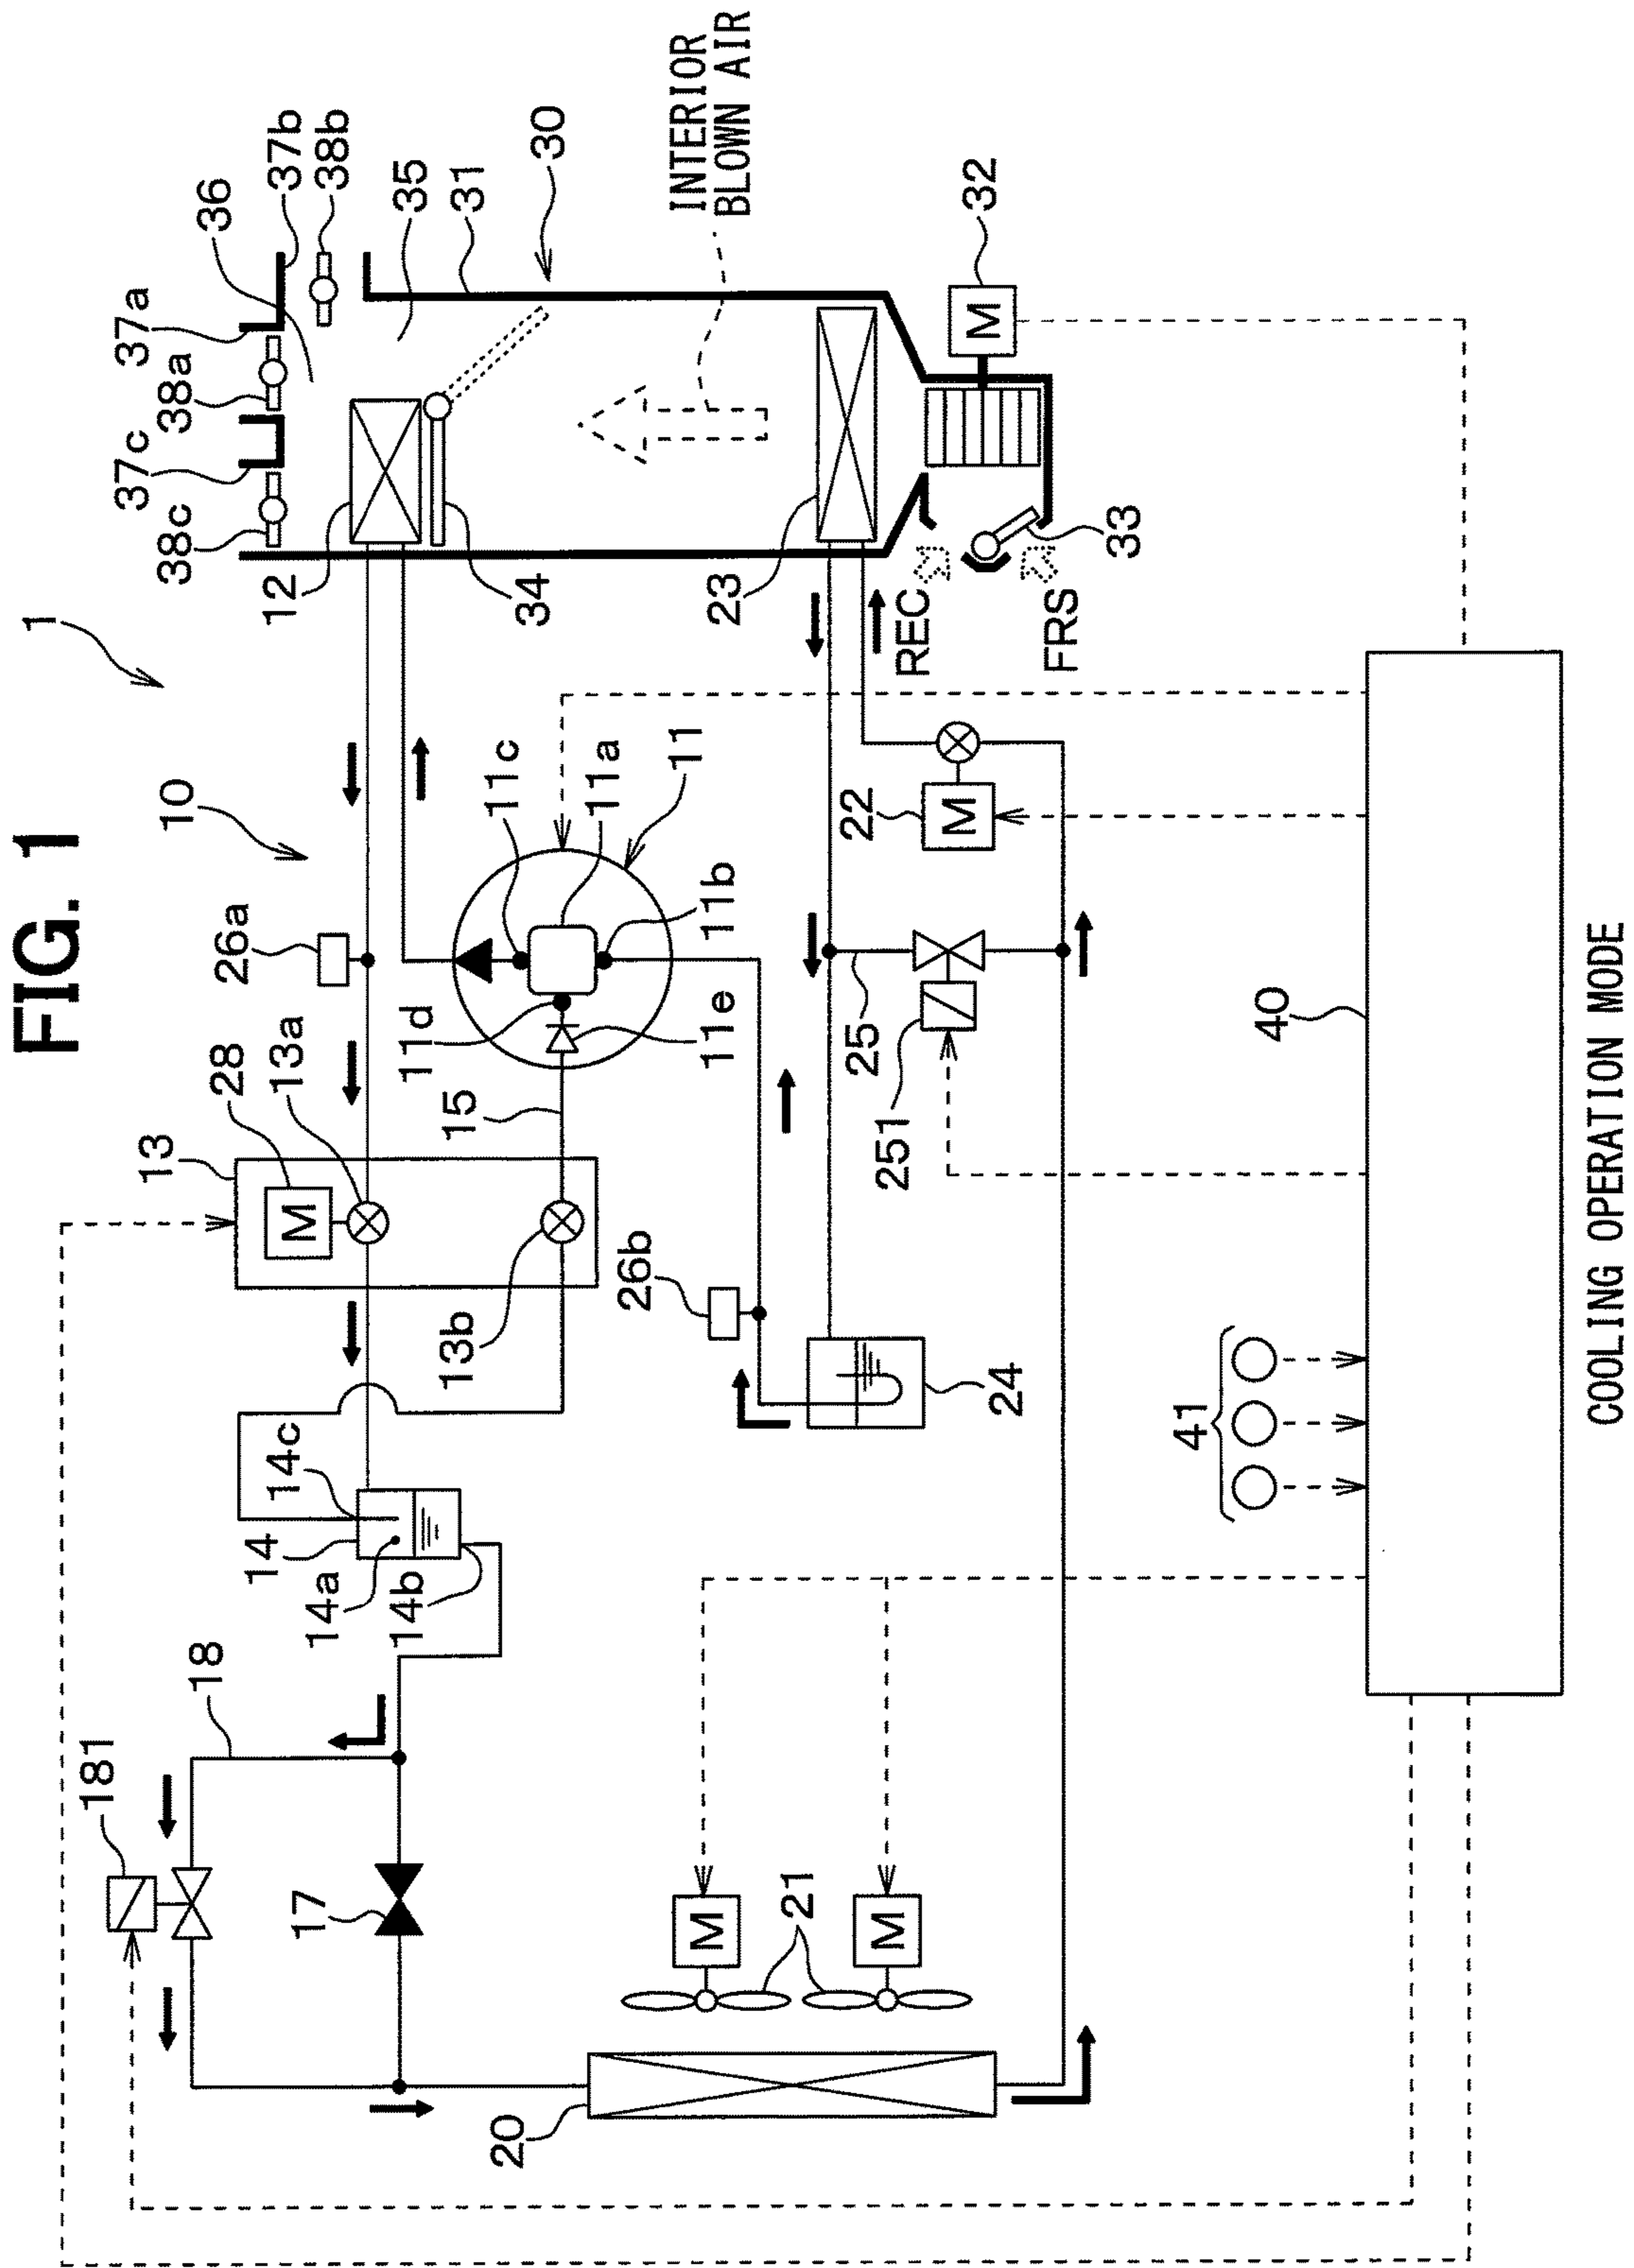 FIG. 1
1
10
26a
28
13a
13
14c
14
14a
14b
18
181
17
20
21
M
M
M
13b
15
11d
11e
11c
11a
11
11b
26b
24
25
251
22
M
12
34
23
REC
FRS
33
32
M
INTERIOR
BLOWN AIR
30
31
35
36
37a
37b
37c
38a
38b
38c
41
40
COOLING OPERATION MODE